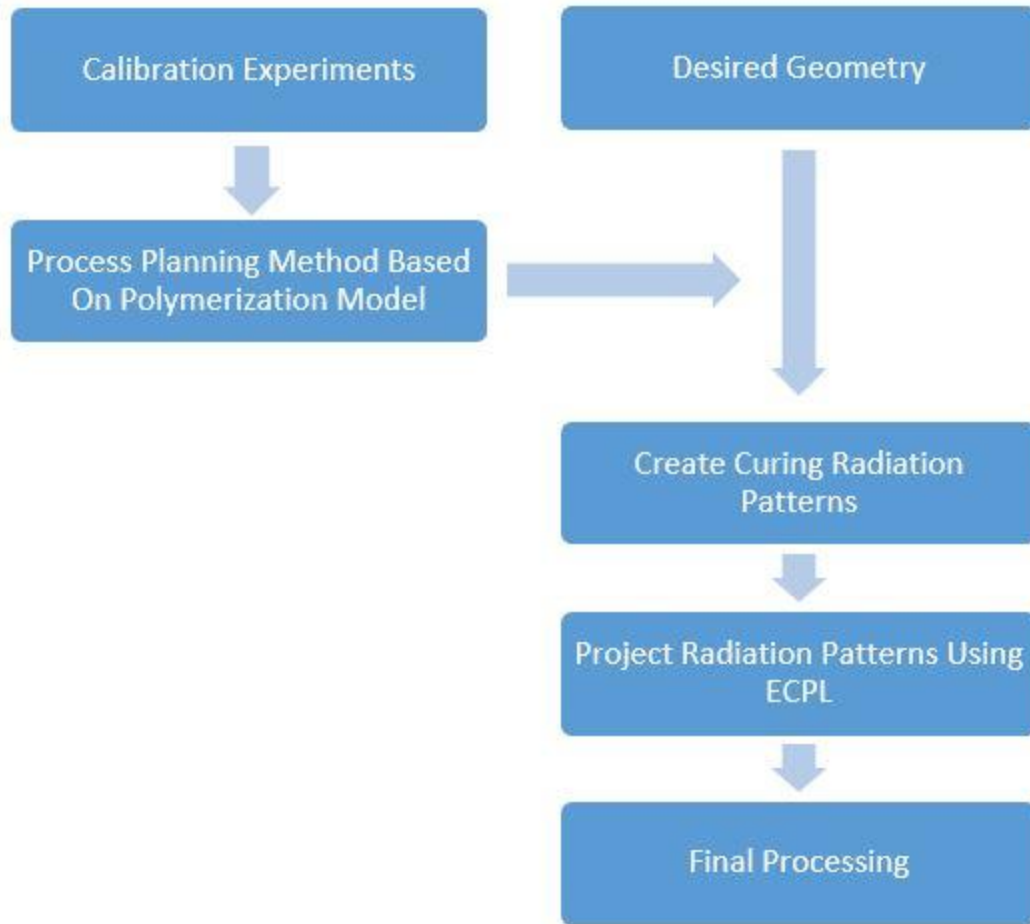 Calibration Experiments
Desired Geometry
Process Planning Method Based
On Polymerization Model
Create Curing Radiation
Patterns
Project Radiation Patterns Using
ECPL
Final Processing